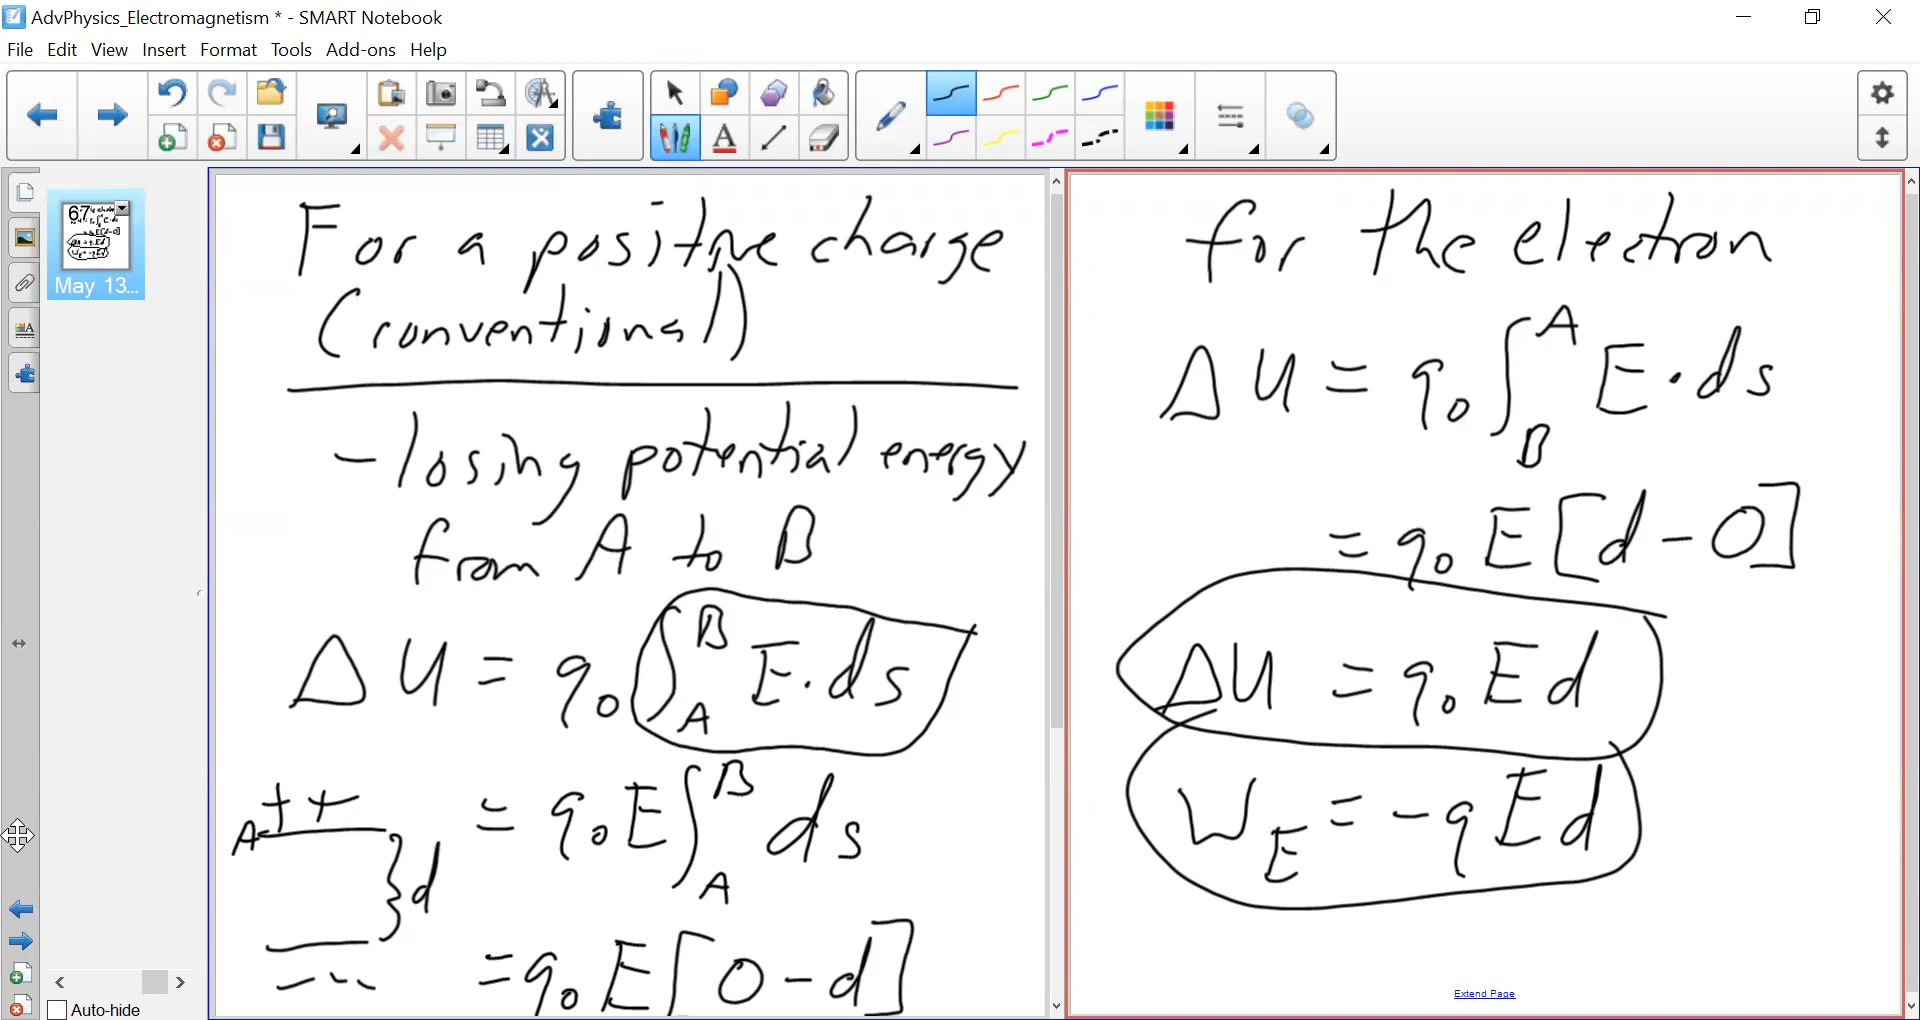 AdvPhysics_Electromagnetism * - SMART Notebook
File Edit View Insert Format Tools Add-ons Help
67
May 13...
Auto-hide
For a positive charge
(conventional)
- losing potential energy
from A to B
ΔU = q₀ ∫_A^B E · ds
= q₀E ∫_A^B ds
A ++
d
---
= q₀E[0 - d]
for the electron
ΔU = q₀ ∫_B^A E · ds
= q₀E[d - 0]
ΔU = q₀Ed
W_E = -qEd
Extend Page